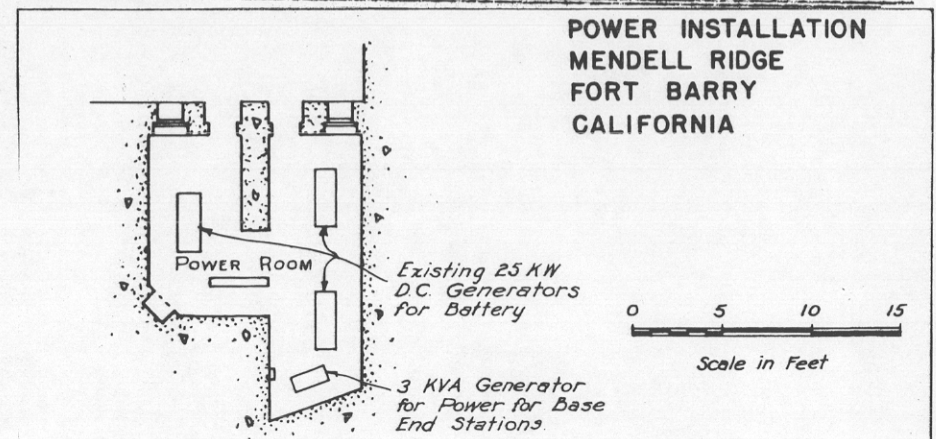 POWER INSTALLATION
MENDELL RIDGE
FORT BARRY
CALIFORNIA
POWER ROOM
Existing 25 KW
D.C. Generators
for Battery
0 5 10 15
Scale in Feet
3 KVA Generator
for Power for Base
End Stations.